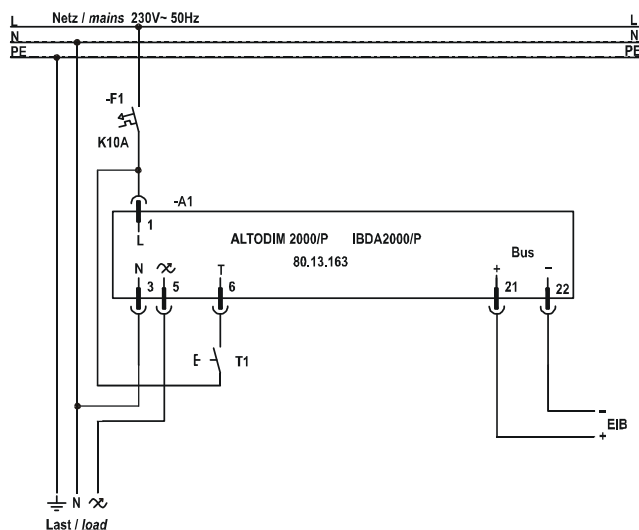 L Netz / mains 230V~ 50Hz L
N N
PE PE
-F1
K10A
-A1
1
L
ALTODIM 2000/P IBDA2000/P
80.13.163
Bus
N T + -
3 5 6 21 22
E T1
-
EIB
+
N
Last / load